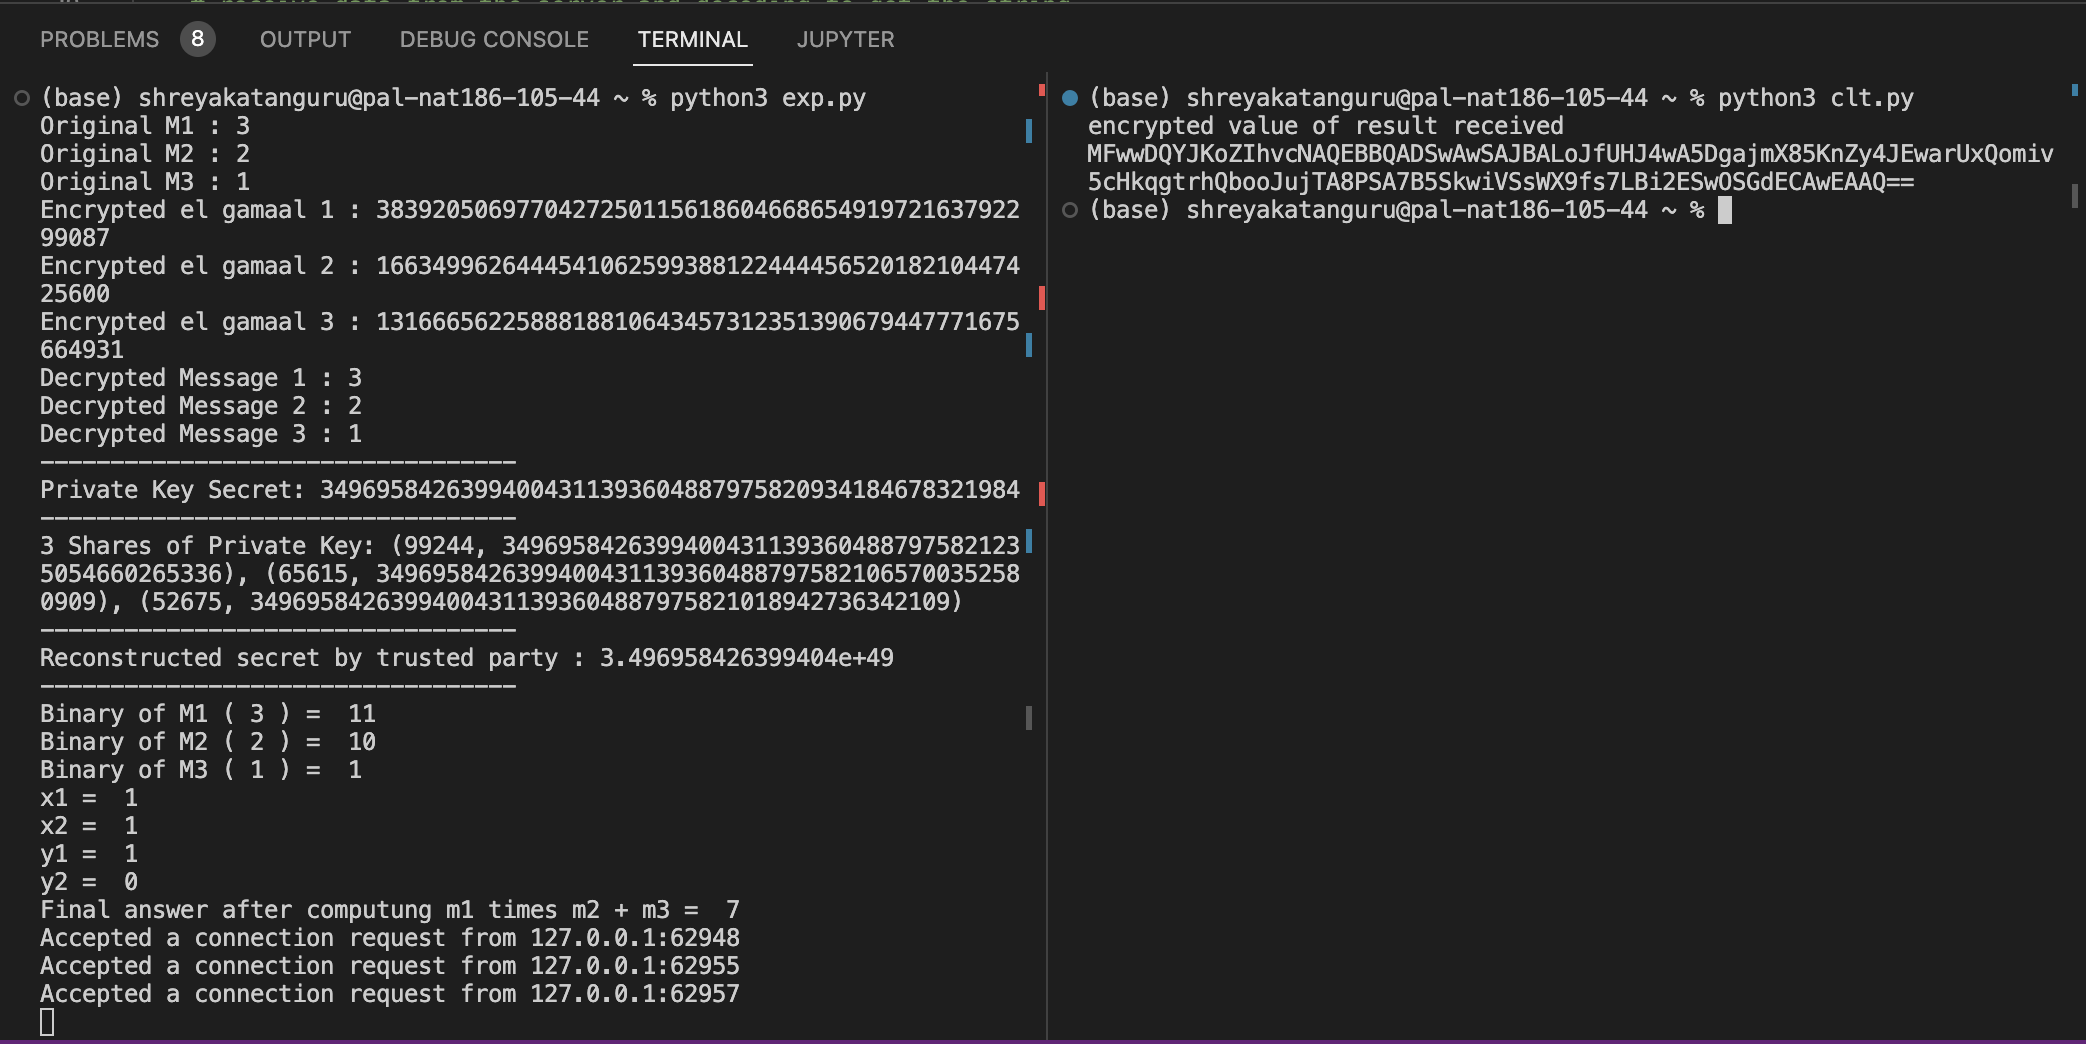 PROBLEMS 8 OUTPUT DEBUG CONSOLE TERMINAL JUPYTER
(base) shreyakatanguru@pal-nat186-105-44 ~ % python3 exp.py
Original M1 : 3
Original M2 : 2
Original M3 : 1
Encrypted el gamaal 1 : 3839205069770427250115618604668654919721637922
99087
Encrypted el gamaal 2 : 1663499626444541062599388122444456520182104474
25600
Encrypted el gamaal 3 : 1316665622588818810643457312351390679447771675
664931
Decrypted Message 1 : 3
Decrypted Message 2 : 2
Decrypted Message 3 : 1
----------------------------------
Private Key Secret: 34969584263994004311393604887975820934184678321984
----------------------------------
3 Shares of Private Key: (99244, 3496958426399400431139360488797582123
5054660265336), (65615, 3496958426399400431139360488797582106570035258
0909), (52675, 34969584263994004311393604887975821018942736342109)
----------------------------------
Reconstructed secret by trusted party : 3.496958426399404e+49
----------------------------------
Binary of M1 ( 3 ) =  11
Binary of M2 ( 2 ) =  10
Binary of M3 ( 1 ) =  1
x1 =  1
x2 =  1
y1 =  1
y2 =  0
Final answer after computung m1 times m2 + m3 =  7
Accepted a connection request from 127.0.0.1:62948
Accepted a connection request from 127.0.0.1:62955
Accepted a connection request from 127.0.0.1:62957
(base) shreyakatanguru@pal-nat186-105-44 ~ % python3 clt.py
encrypted value of result received
MFwwDQYJKoZIhvcNAQEBBQADSwAwSAJBALoJfUHJ4wA5DgajmX85KnZy4JEwarUxQomiv
5cHkqgtrhQbooJujTA8PSA7B5SkwiVSsWX9fs7LBi2ESwOSGdECAwEAAQ==
(base) shreyakatanguru@pal-nat186-105-44 ~ %